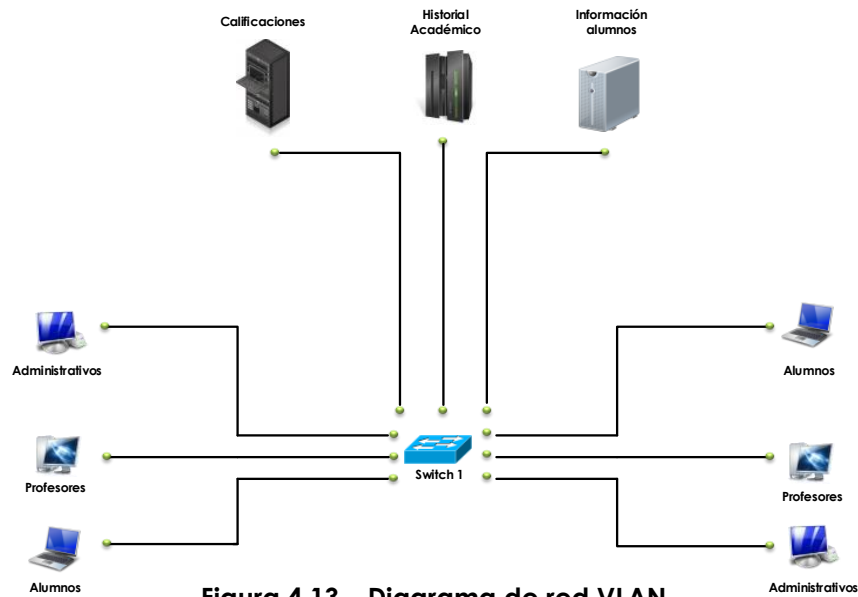 Calificaciones
Historial
Académico
Información
alumnos
Administrativos
Alumnos
Profesores
Switch 1
Profesores
Alumnos
Administrativos
Figura 4.13 Diagrama de red VLAN